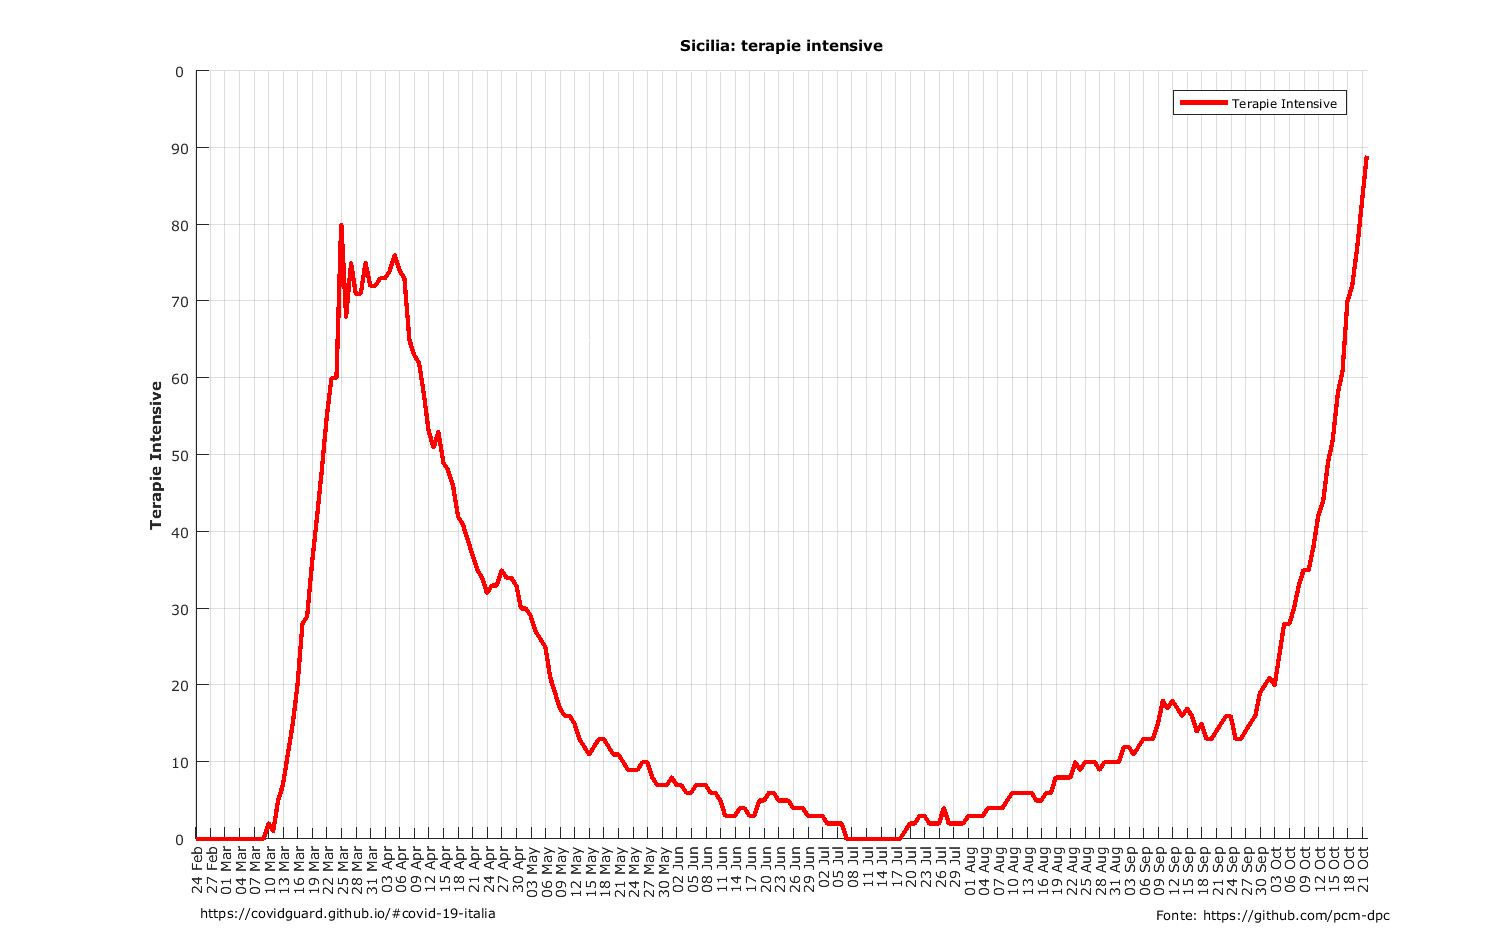 Sicilia: terapie intensive
Terapie Intensive
0
90
80
70
60
50
40
30
20
10
0
Terapie Intensive
24 Feb
27 Feb
01 Mar
04 Mar
07 Mar
10 Mar
13 Mar
16 Mar
19 Mar
22 Mar
25 Mar
28 Mar
31 Mar
03 Apr
06 Apr
09 Apr
12 Apr
15 Apr
18 Apr
21 Apr
24 Apr
27 Apr
30 Apr
03 May
06 May
09 May
12 May
15 May
18 May
21 May
24 May
27 May
30 May
02 Jun
05 Jun
08 Jun
11 Jun
14 Jun
17 Jun
20 Jun
23 Jun
26 Jun
29 Jun
02 Jul
05 Jul
08 Jul
11 Jul
14 Jul
17 Jul
20 Jul
23 Jul
26 Jul
29 Jul
01 Aug
04 Aug
07 Aug
10 Aug
13 Aug
16 Aug
19 Aug
22 Aug
25 Aug
28 Aug
31 Aug
03 Sep
06 Sep
09 Sep
12 Sep
15 Sep
18 Sep
21 Sep
24 Sep
27 Sep
30 Sep
03 Oct
06 Oct
09 Oct
12 Oct
15 Oct
18 Oct
21 Oct
https://covidguard.github.io/#covid-19-italia
Fonte: https://github.com/pcm-dpc